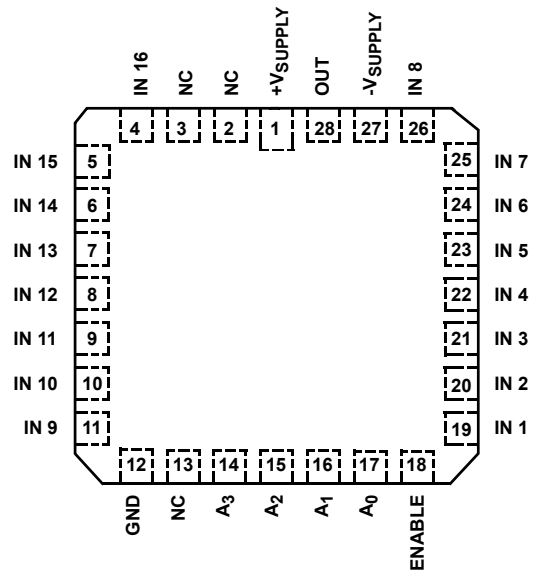 IN 16
NC
NC
+VSUPPLY
OUT
-VSUPPLY
IN 8
4
3
2
1
28
27
26
IN 15
5
25
IN 7
IN 14
6
24
IN 6
IN 13
7
23
IN 5
IN 12
8
22
IN 4
IN 11
9
21
IN 3
IN 10
10
20
IN 2
IN 9
11
19
IN 1
12
13
14
15
16
17
18
GND
NC
A3
A2
A1
A0
ENABLE